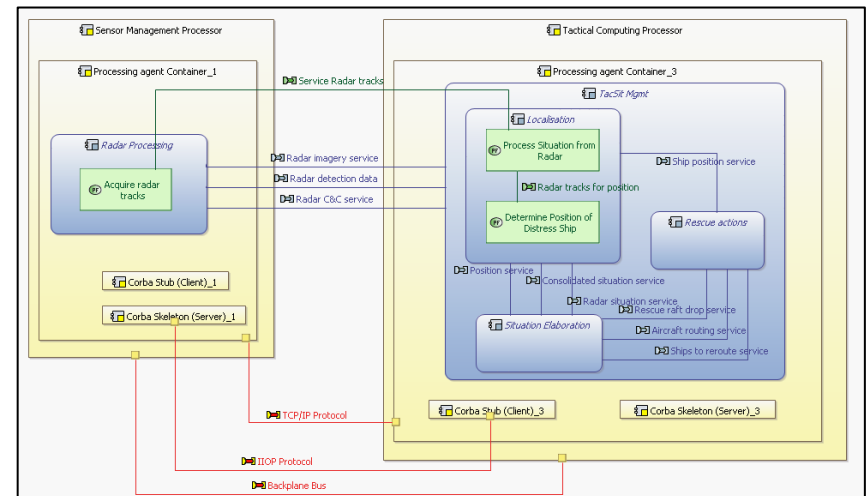 Sensor Management Processor
Tactical Computing Processor
Processing agent Container_1
Processing agent Container_3
Service Radar tracks
TacSit Mgmt
Localisation
Radar Processing
Process Situation from
Radar
Radar imagery service
Ship position service
Radar detection data
Acquire radar
tracks
Radar tracks for position
Radar C&C service
Determine Position of
Distress Ship
Rescue actions
Position service
Consolidated situation service
Corba Stub (Client)_1
Radar situation service
Rescue raft drop service
Corba Skeleton (Server)_1
Situation Elaboration
Aircraft routing service
Ships to reroute service
TCP/IP Protocol
Corba Stub (Client)_3
Corba Skeleton (Server)_3
IIOP Protocol
Backplane Bus
PF
PF
PF